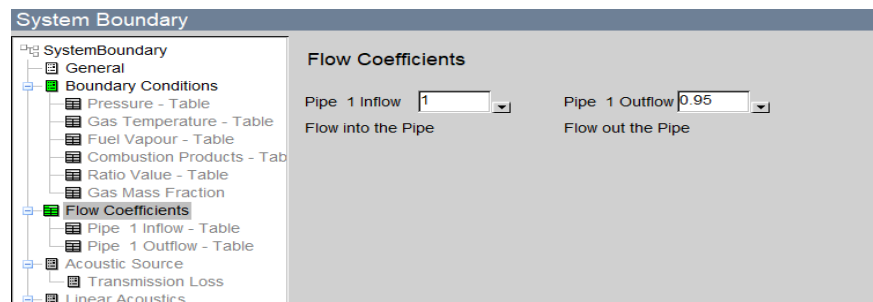 System Boundary
SystemBoundary
General
Boundary Conditions
Pressure - Table
Gas Temperature - Table
Fuel Vapour - Table
Combustion Products - Tab
Ratio Value - Table
Gas Mass Fraction
Flow Coefficients
Pipe 1 Inflow - Table
Pipe 1 Outflow - Table
Acoustic Source
Transmission Loss
Linear Acoustics
Flow Coefficients
Pipe 1 Inflow 1 Pipe 1 Outflow 0.95
Flow into the Pipe Flow out the Pipe